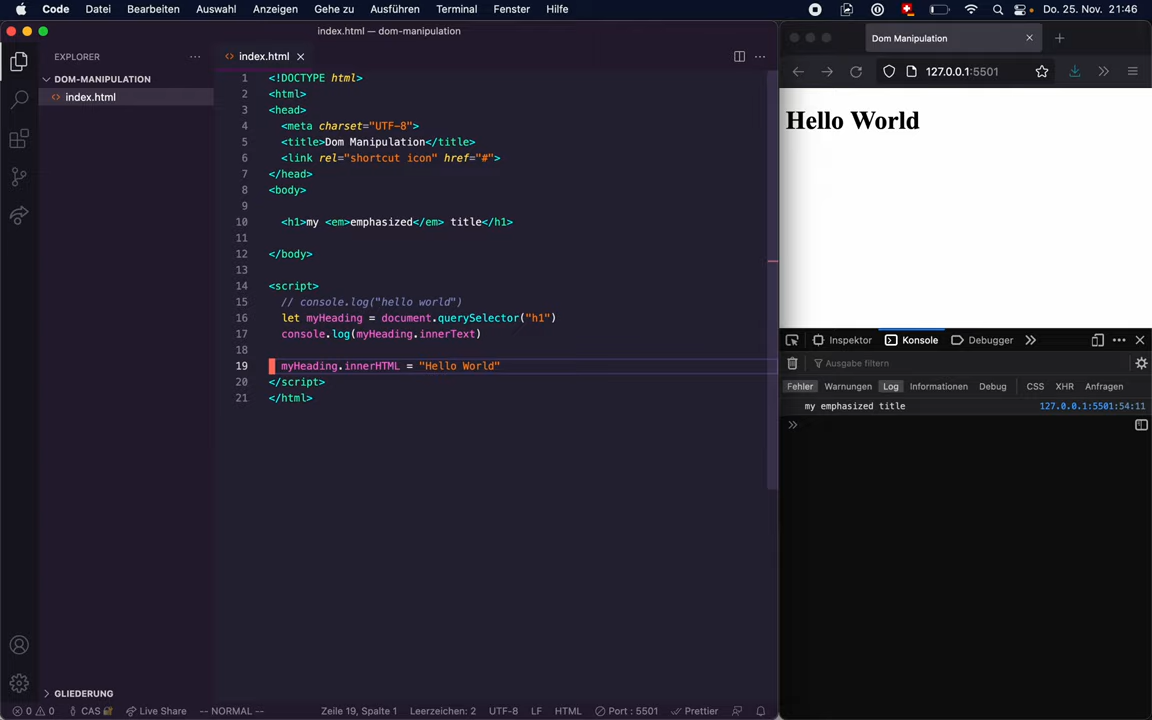 Code Datei Bearbeiten Auswahl Anzeigen Gehe zu Ausführen Terminal Fenster Hilfe Do. 25. Nov. 21:46
index.html — dom-manipulation
EXPLORER
DOM-MANIPULATION
index.html
index.html
1 <!DOCTYPE html>
2 <html>
3 <head>
4 <meta charset="UTF-8">
5 <title>Dom Manipulation</title>
6 <link rel="shortcut icon" href="#">
7 </head>
8 <body>
9
10 <h1>my <em>emphasized</em> title</h1>
11
12 </body>
13
14 <script>
15 // console.log("hello world")
16 let myHeading = document.querySelector("h1")
17 console.log(myHeading.innerText)
18
19 myHeading.innerHTML = "Hello World"
20 </script>
21 </html>
GLIEDERUNG
0 0 CAS Live Share -- NORMAL -- Zeile 19, Spalte 1 Leerzeichen: 2 UTF-8 LF HTML Port : 5501 Prettier
Dom Manipulation
127.0.0.1:5501
Hello World
Inspektor Konsole Debugger
Ausgabe filtern
Fehler Warnungen Log Informationen Debug CSS XHR Anfragen
my emphasized title 127.0.0.1:5501:54:11